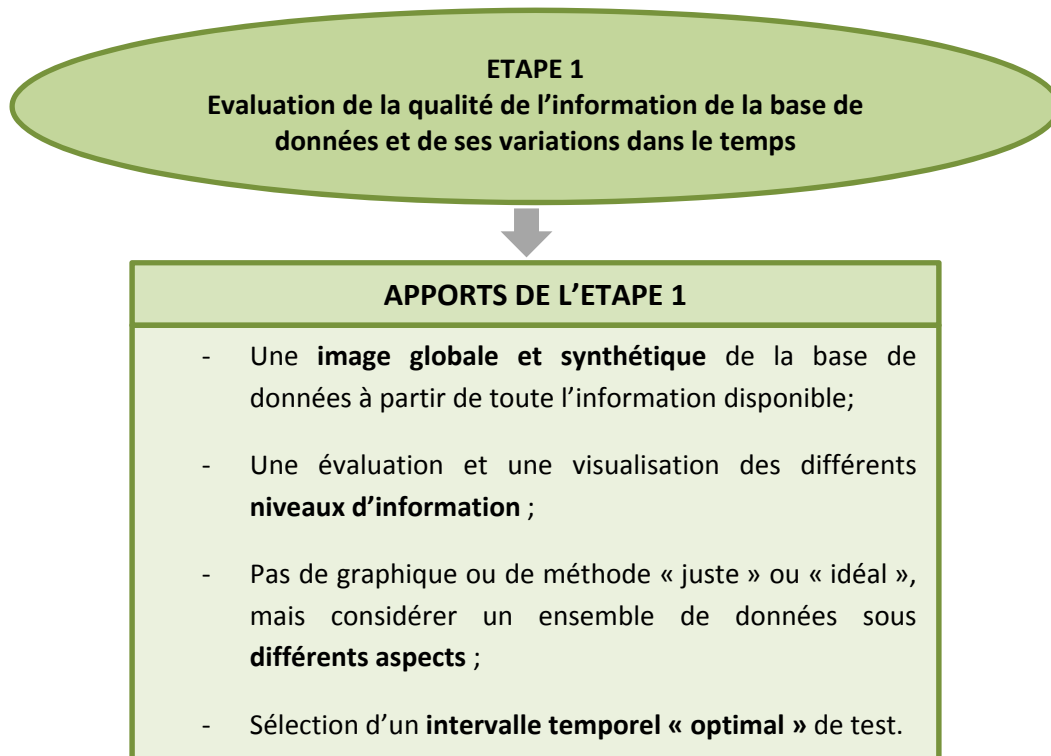 ETAPE 1
Evaluation de la qualité de l’information de la base de
données et de ses variations dans le temps
APPORTS DE L’ETAPE 1
- Une image globale et synthétique de la base de
données à partir de toute l’information disponible;
- Une évaluation et une visualisation des différents
niveaux d’information ;
- Pas de graphique ou de méthode « juste » ou « idéal »,
mais considérer un ensemble de données sous
différents aspects ;
- Sélection d’un intervalle temporel « optimal » de test.